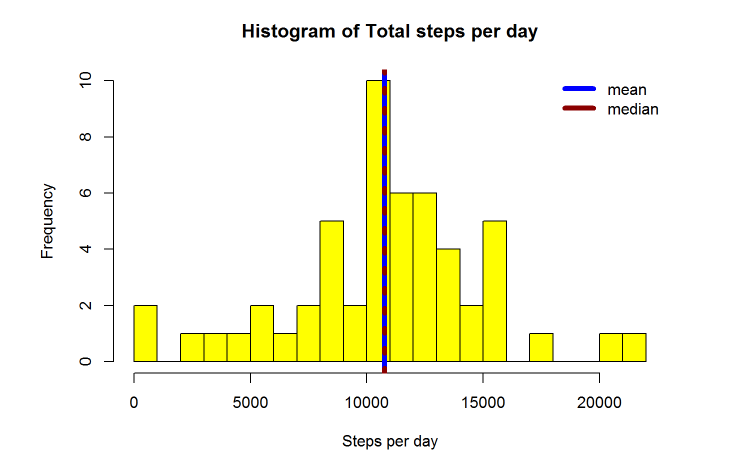 Histogram of Total steps per day
mean
median
Frequency
10
8
6
4
2
0
0 5000 10000 15000 20000
Steps per day